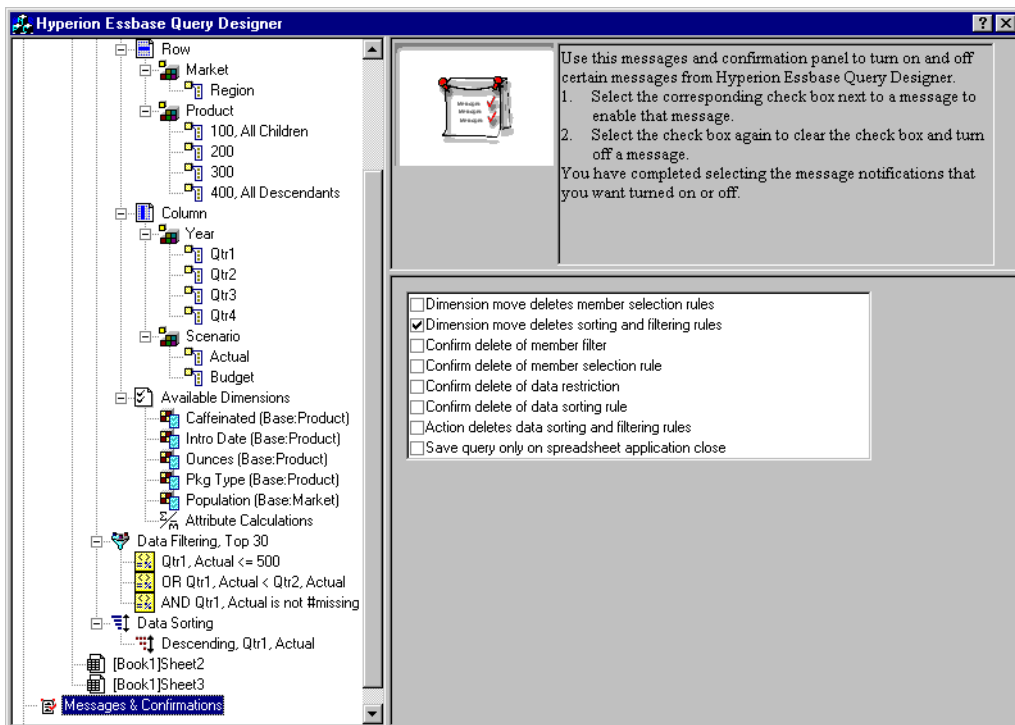 Hyperion Essbase Query Designer
Row
Market
Region
Product
100, All Children
200
300
400, All Descendants
Column
Year
Qtr1
Qtr2
Qtr3
Qtr4
Scenario
Actual
Budget
Available Dimensions
Caffeinated (Base:Product)
Intro Date (Base:Product)
Ounces (Base:Product)
Pkg Type (Base:Product)
Population (Base:Market)
Attribute Calculations
Data Filtering, Top 30
Qtr1, Actual <= 500
OR Qtr1, Actual < Qtr2, Actual
AND Qtr1, Actual is not #missing
Data Sorting
Descending, Qtr1, Actual
[Book1]Sheet2
[Book1]Sheet3
Messages & Confirmations
Use this messages and confirmation panel to turn on and off
certain messages from Hyperion Essbase Query Designer.
1. Select the corresponding check box next to a message to
enable that message.
2. Select the check box again to clear the check box and turn
off a message.
You have completed selecting the message notifications that
you want turned on or off.
Dimension move deletes member selection rules
Dimension move deletes sorting and filtering rules
Confirm delete of member filter
Confirm delete of member selection rule
Confirm delete of data restriction
Confirm delete of data sorting rule
Action deletes data sorting and filtering rules
Save query only on spreadsheet application close